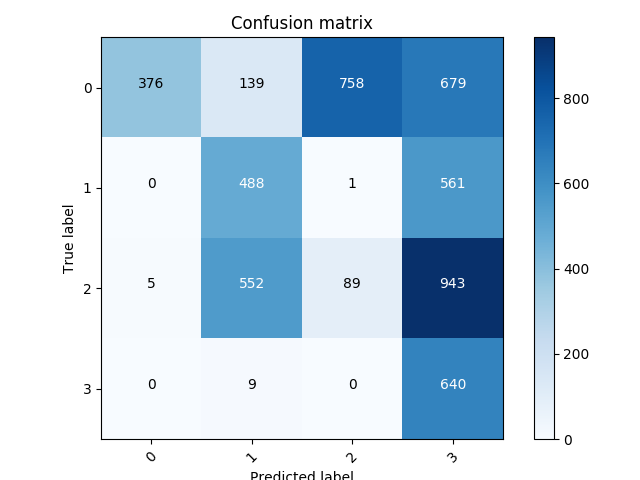 Confusion matrix
True label
0 376 139 758 679
1 0 488 1 561
2 5 552 89 943
3 0 9 0 640
0 1 2 3
Predicted label
800
600
400
200
0